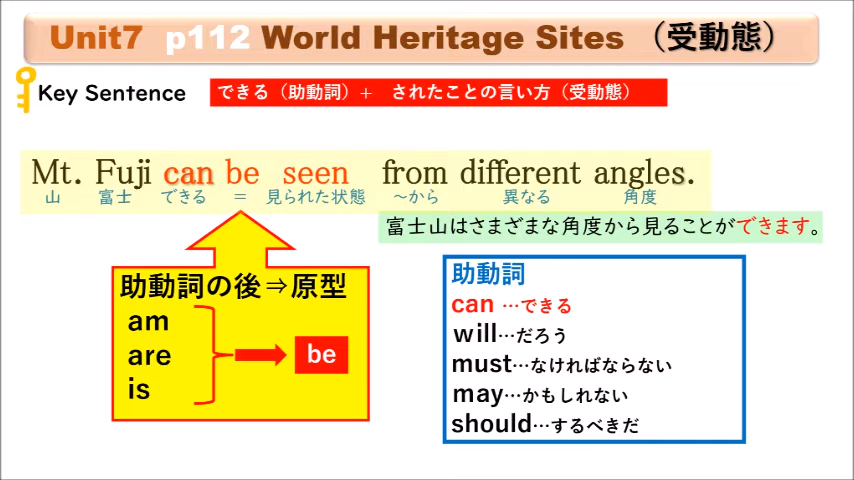 Unit7 p112 World Heritage Sites （受動態）
Key Sentence
できる（助動詞）＋ されたことの言い方（受動態）
Mt. Fuji can be seen from different angles.
山 富士 できる ＝ 見られた状態 ～から 異なる 角度
富士山はさまざまな角度から見ることができます。
助動詞の後⇒原型
am
are
is
be
助動詞
can …できる
will…だろう
must…なければならない
may…かもしれない
should…するべきだ